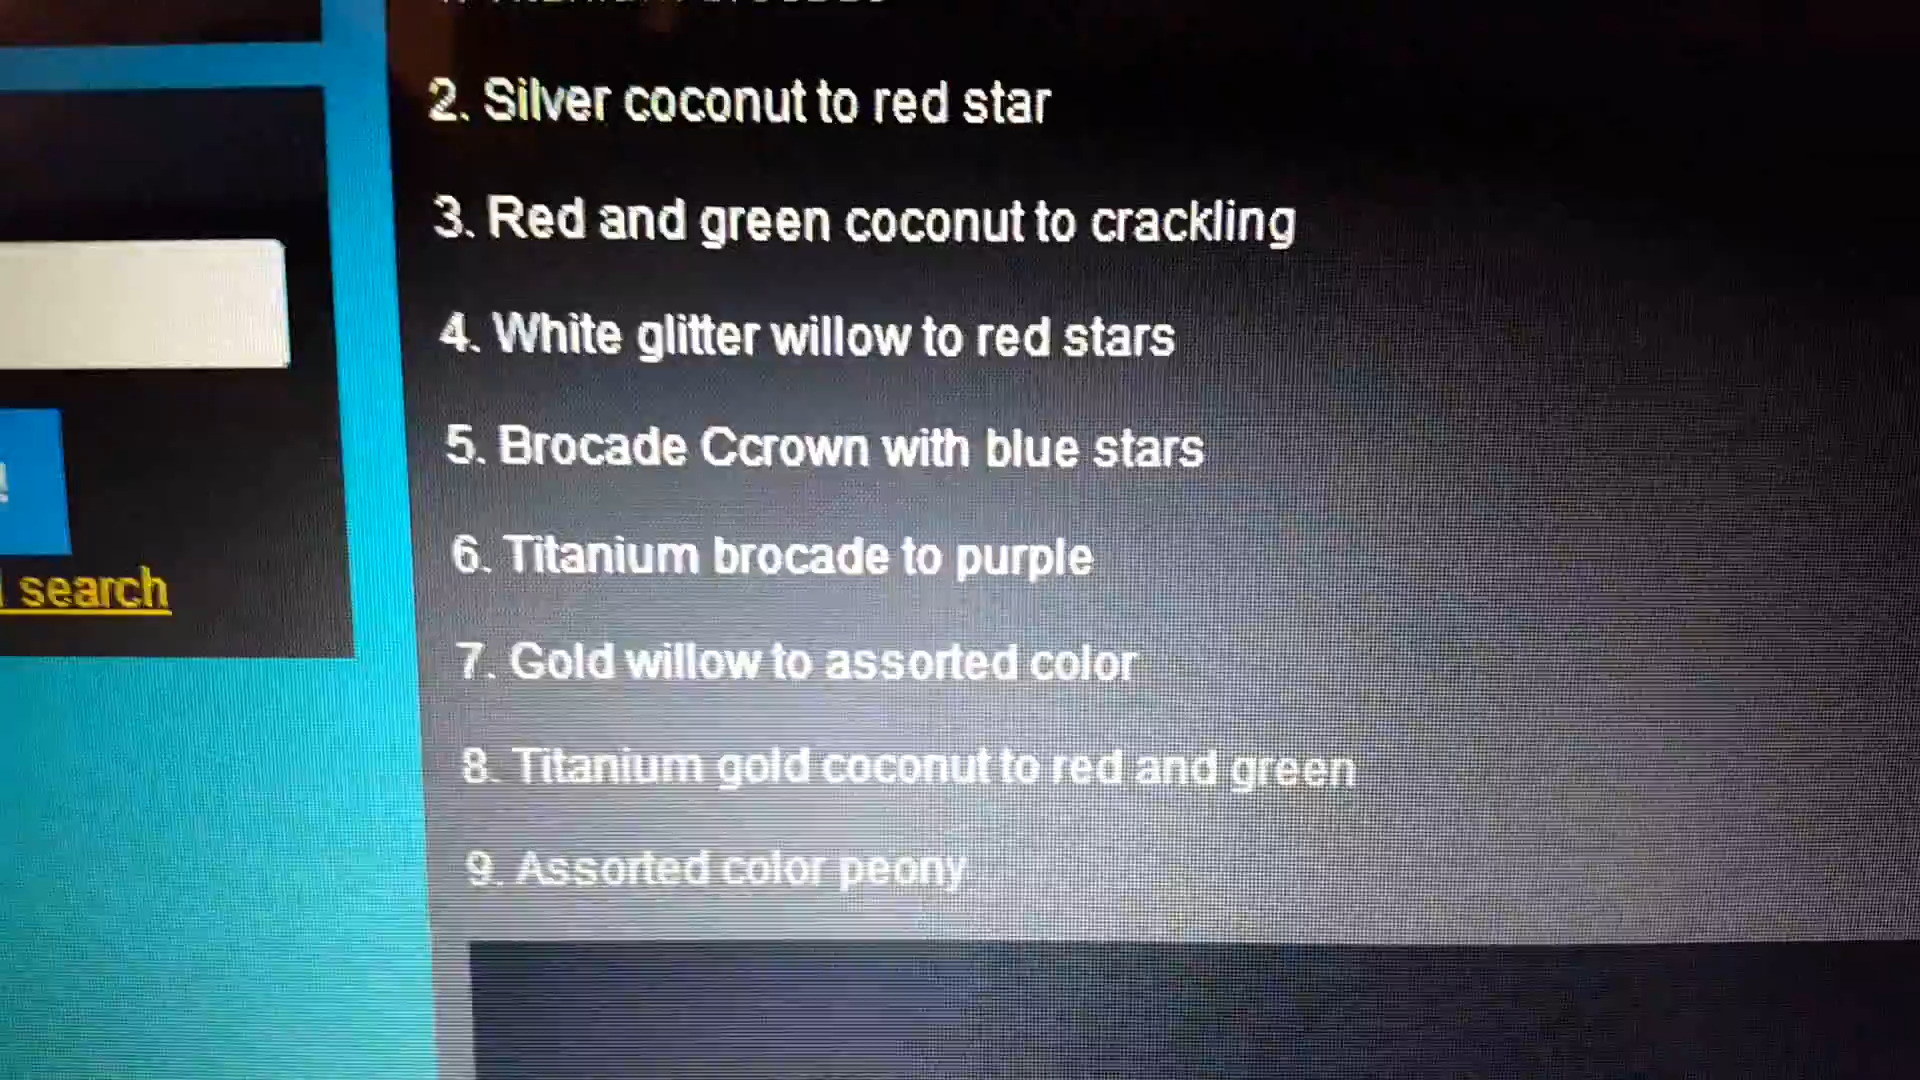 2. Silver coconut to red star
3. Red and green coconut to crackling
4. White glitter willow to red stars
5. Brocade Ccrown with blue stars
6. Titanium brocade to purple
search
7. Gold willow to assorted color
8. Titanium gold coconut to red and green
9. Assorted color peony